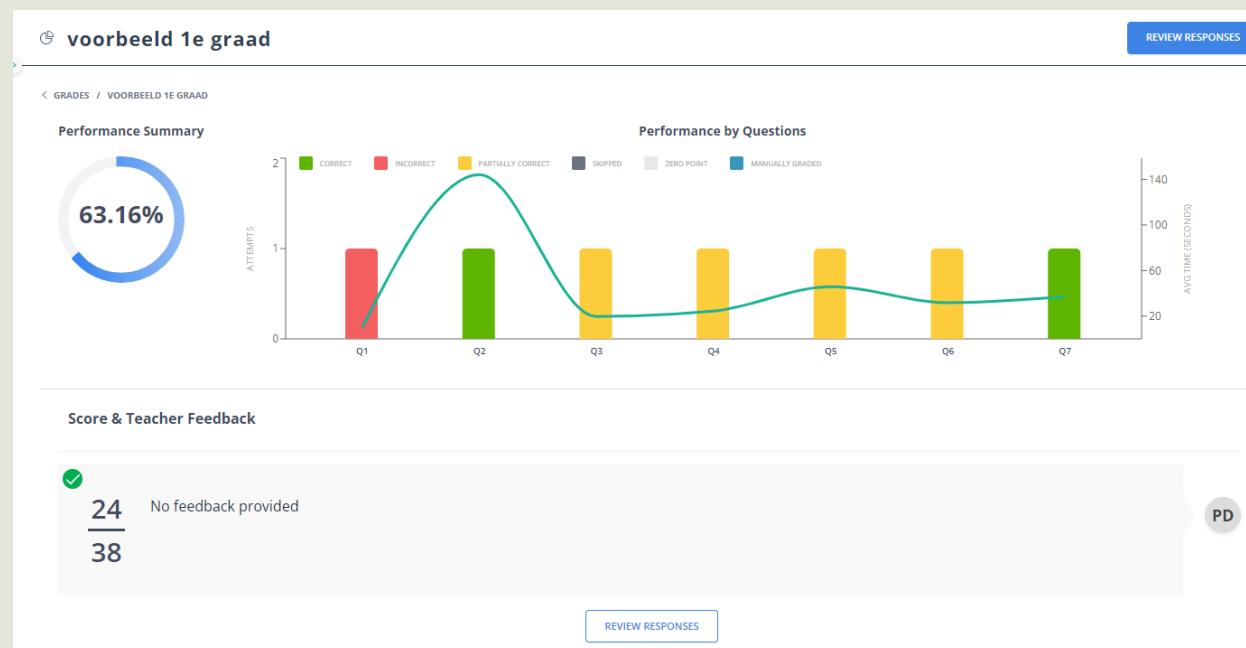 voorbeeld 1e graad
REVIEW RESPONSES
< GRADES / VOORBEELD 1E GRAAD
Performance Summary
63.16%
Performance by Questions
CORRECT INCORRECT PARTIALLY CORRECT SKIPPED ZERO POINT MANUALLY GRADED
ATTEMPTS
2
1
0
Q1 Q2 Q3 Q4 Q5 Q6 Q7
140
100
60
20
AVG TIME (SECONDS)
Score & Teacher Feedback
24
38
No feedback provided
PD
REVIEW RESPONSES